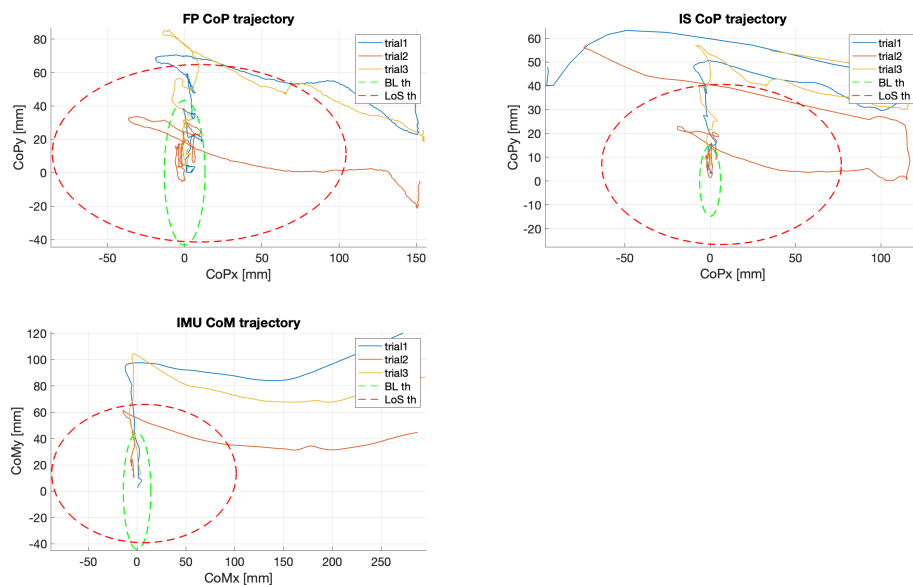 FP CoP trajectory
80
60
40
20
0
-20
-40
CoPy [mm]
-50
0
50
100
150
CoPx [mm]
trial1
trial2
trial3
BL th
LoS th
IS CoP trajectory
60
50
40
30
20
10
0
-10
-20
CoPy [mm]
-50
0
50
100
CoPx [mm]
trial1
trial2
trial3
BL th
LoS th
IMU CoM trajectory
120
100
80
60
40
20
0
-20
-40
CoMy [mm]
-50
0
50
100
150
200
250
CoMx [mm]
trial1
trial2
trial3
BL th
LoS th